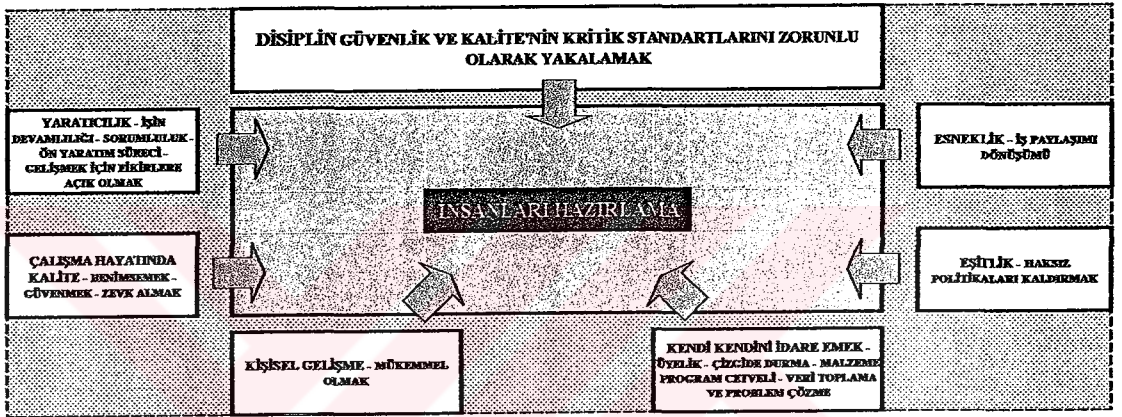 DİSİPLİN GÜVENLİK VE KALİTE'NİN KRİTİK STANDARTLARINI ZORUNLU
OLARAK YAKALAMAK
YARATICILIK - İŞİN
DEVAMLILIĞI - SORUMLULUK -
ÖN YARATIM SÜRECİ -
GELİŞMEK İÇİN FİKİRLERE
AÇIK OLMAK
ESNEKLİK - İŞ PAYLAŞIMI
DÖNÜŞÜMÜ
İNSANLARI HAZIRLAMA
ÇALIŞMA HAYATINDA
KALİTE - BENİMSEMEK -
GÜVENMEK - ZEVK ALMAK
EŞİTLİK - HAKSIZ
POLİTİKALARI KALDIRMAK
KİŞİSEL GELİŞME - MÜKEMMEL
OLMAK
KENDİ KENDİNİ İDARE EMEK -
ÜYELİK - ÇİZGİDE DURMA - MALZEME
PROGRAM CETVELİ - VERİ TOPLAMA
VE PROBLEM ÇÖZME